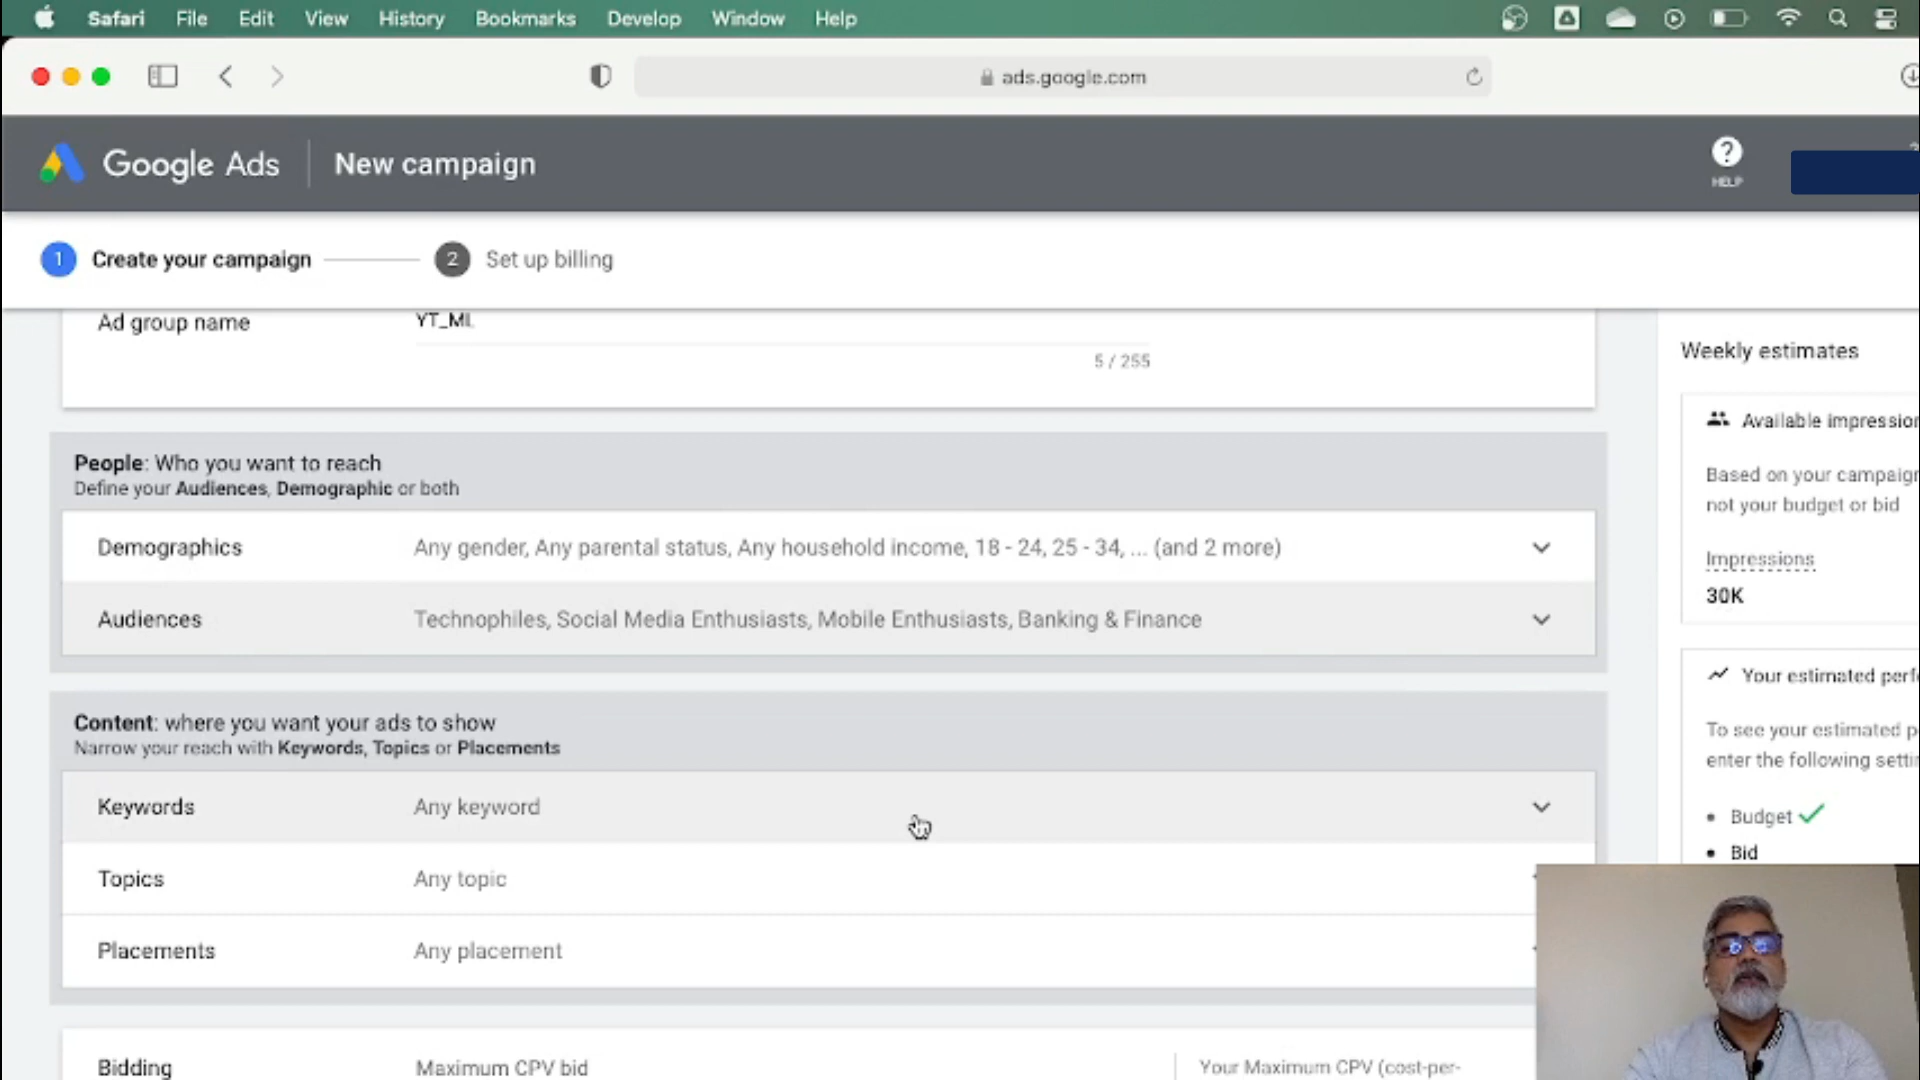 Safari File Edit View History Bookmarks Develop Window Help
ads.google.com
Google Ads New campaign
HELP
1 Create your campaign 2 Set up billing
Ad group name YT_ML
5 / 255
People: Who you want to reach
Define your Audiences, Demographic or both
Demographics Any gender, Any parental status, Any household income, 18 - 24, 25 - 34, ... (and 2 more)
Audiences Technophiles, Social Media Enthusiasts, Mobile Enthusiasts, Banking & Finance
Content: where you want your ads to show
Narrow your reach with Keywords, Topics or Placements
Keywords Any keyword
Topics Any topic
Placements Any placement
Bidding Maximum CPV bid Your Maximum CPV (cost-per-
Weekly estimates
Available impression
Based on your campaign
not your budget or bid
Impressions
30K
Your estimated perf
To see your estimated p
enter the following setti
• Budget
• Bid